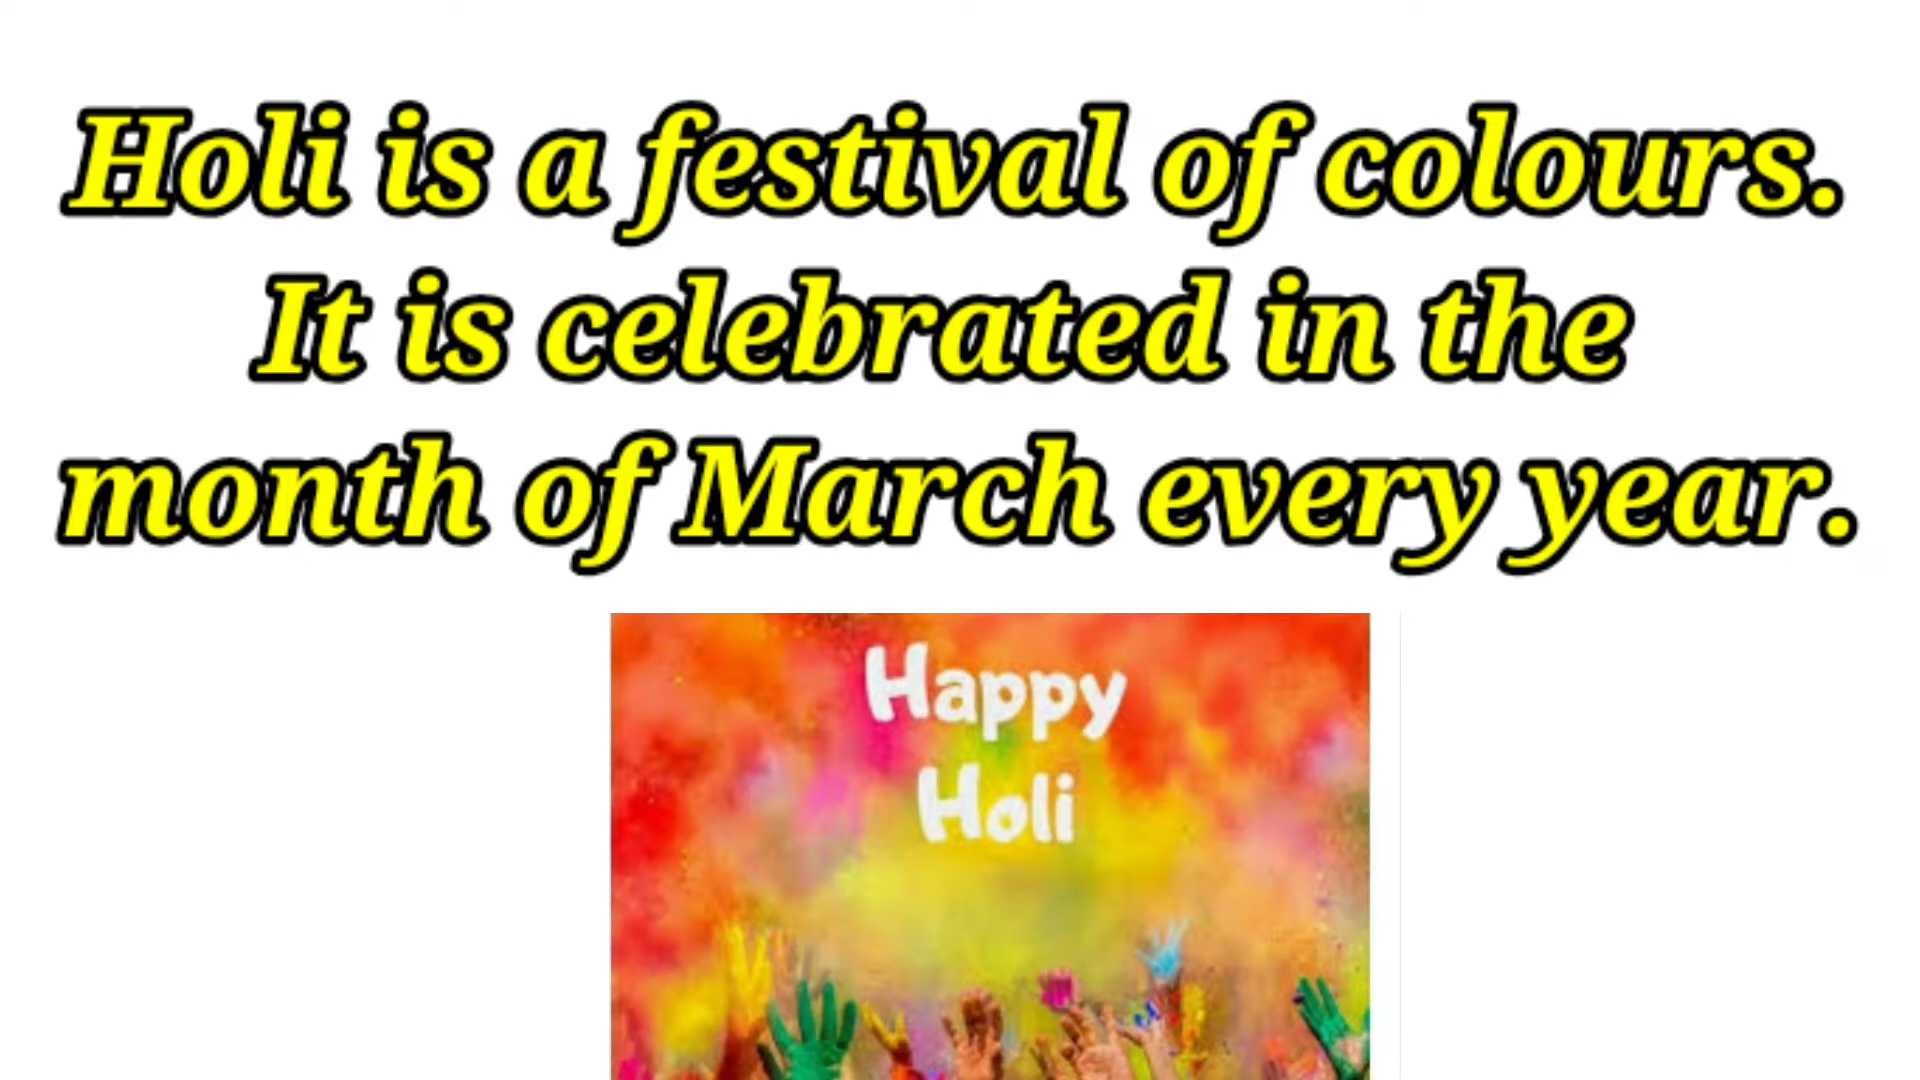 Holi is a festival of colours.
It is celebrated in the
month of March every year.
Happy
Holi